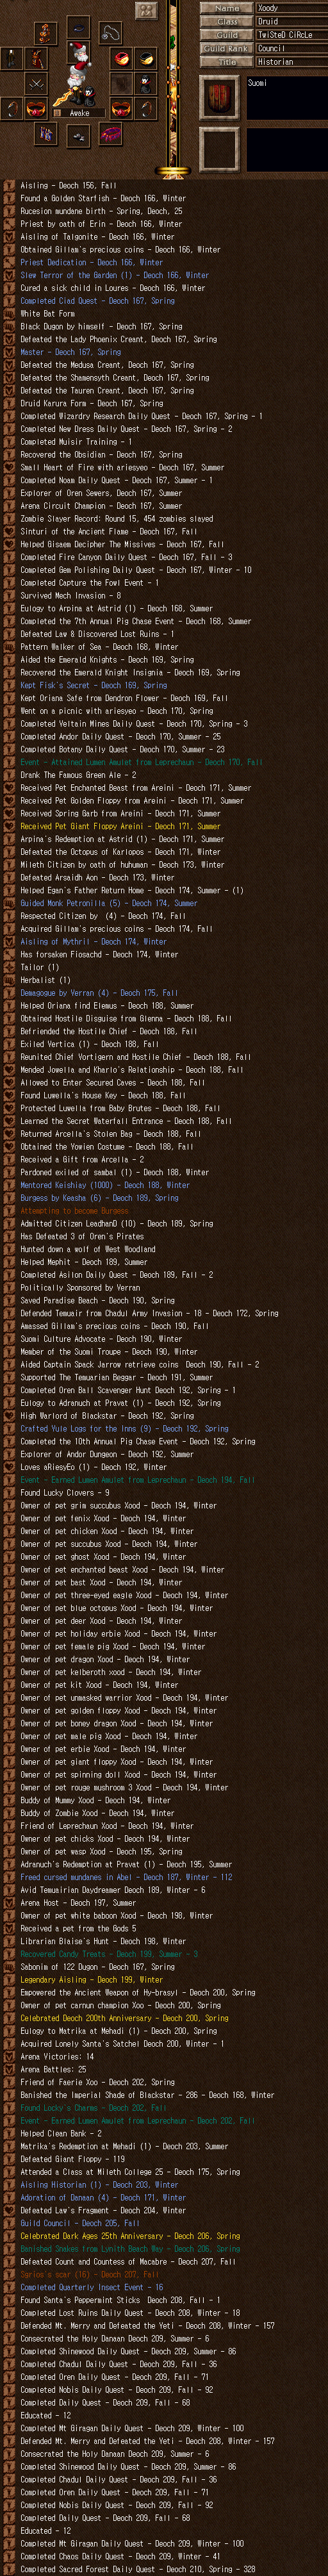 Name Xoody
Class Druid
Guild TwiSteD CiRcLe
Guild Rank Council
Title Historian
Suomi
Awake
Aisling - Deoch 156, Fall
Found a Golden Starfish - Deoch 166, Winter
Rucesion mundane birth - Spring, Deoch, 25
Priest by oath of Erin - Deoch 166, Winter
Aisling of Talgonite - Deoch 166, Winter
Obtained Gillam's precious coins - Deoch 166, Winter
Priest Dedication - Deoch 166, Winter
Slew Terror of the Garden (1) - Deoch 166, Winter
Cured a sick child in Loures - Deoch 166, Winter
Completed Ciad Quest - Deoch 167, Spring
White Bat Form
Black Dugon by himself - Deoch 167, Spring
Defeated the Lady Phoenix Creant, Deoch 167, Spring
Master - Deoch 167, Spring
Defeated the Medusa Creant, Deoch 167, Spring
Defeated the Shamensyth Creant, Deoch 167, Spring
Defeated the Tauren Creant, Deoch 167, Spring
Druid Karura Form - Deoch 167, Spring
Completed Wizardry Research Daily Quest - Deoch 167, Spring - 1
Completed New Dress Daily Quest - Deoch 167, Spring - 2
Completed Muisir Training - 1
Recovered the Obsidian - Deoch 167, Spring
Small Heart of Fire with ariesyeo - Deoch 167, Summer
Completed Noam Daily Quest - Deoch 167, Summer - 1
Explorer of Oren Sewers, Deoch 167, Summer
Arena Circuit Champion - Deoch 167, Summer
Zombie Slayer Record: Round 15, 454 zombies slayed
Sinturi of the Ancient Flame - Deoch 167, Fall
Helped Gisaem Decipher The Missives - Deoch 167, Fall
Completed Fire Canyon Daily Quest - Deoch 167, Fall - 3
Completed Gem Polishing Daily Quest - Deoch 167, Winter - 10
Completed Capture the Fowl Event - 1
Survived Mech Invasion - 8
Eulogy to Arpina at Astrid (1) - Deoch 168, Summer
Completed the 7th Annual Pig Chase Event - Deoch 168, Summer
Defeated Law & Discovered Lost Ruins - 1
Pattern Walker of Sea - Deoch 168, Winter
Aided the Emerald Knights - Deoch 169, Spring
Recovered the Emerald Knight Insignia - Deoch 169, Spring
Kept Fisk's Secret - Deoch 169, Spring
Kept Oriana Safe from Dendron Flower - Deoch 169, Fall
Went on a picnic with ariesyeo - Deoch 170, Spring
Completed Veltain Mines Daily Quest - Deoch 170, Spring - 3
Completed Andor Daily Quest - Deoch 170, Summer - 25
Completed Botany Daily Quest - Deoch 170, Summer - 23
Event - Attained Lumen Amulet from Leprechaun - Deoch 170, Fall
Drank The Famous Green Ale - 2
Received Pet Enchanted Beast from Areini - Deoch 171, Summer
Received Pet Golden Floppy from Areini - Deoch 171, Summer
Received Spring Garb from Areini - Deoch 171, Summer
Received Pet Giant Floppy Areini - Deoch 171, Summer
Arpina's Redemption at Astrid (1) - Deoch 171, Summer
Defeated the Octopus of Karlopos - Deoch 171, Winter
Mileth Citizen by oath of huhuman - Deoch 173, Winter
Defeated Arsaidh Aon - Deoch 173, Winter
Helped Egan's Father Return Home - Deoch 174, Summer - (1)
Guided Monk Petronilla (5) - Deoch 174, Summer
Respected Citizen by (4) - Deoch 174, Fall
Acquired Gillam's precious coins - Deoch 174, Fall
Aisling of Mythril - Deoch 174, Winter
Has forsaken Fiosachd - Deoch 174, Winter
Tailor (1)
Herbalist (1)
Demagogue by Verran (4) - Deoch 175, Fall
Helped Oriana find Elemus - Deoch 188, Summer
Obtained Hostile Disguise from Glenna - Deoch 188, Fall
Befriended the Hostile Chief - Deoch 188, Fall
Exiled Vertica (1) - Deoch 188, Fall
Reunited Chief Vortigern and Hostile Chief - Deoch 188, Fall
Mended Jowella and Kharlo's Relationship - Deoch 188, Fall
Allowed to Enter Secured Caves - Deoch 188, Fall
Found Luwella's House Key - Deoch 188, Fall
Protected Luwella from Baby Brutes - Deoch 188, Fall
Learned the Secret Waterfall Entrance - Deoch 188, Fall
Returned Arcella's Stolen Bag - Deoch 188, Fall
Obtained the Yowien Costume - Deoch 188, Fall
Received a Gift from Arcella - 2
Pardoned exiled of sambal (1) - Deoch 188, Winter
Mentored Keishiay (1000) - Deoch 188, Winter
Burgess by Keasha (6) - Deoch 189, Spring
Attempting to become Burgess
Admitted Citizen LeadhanD (10) - Deoch 189, Spring
Has Defeated 3 of Oren's Pirates
Hunted down a wolf of West Woodland
Helped Mephit - Deoch 189, Summer
Completed Asilon Daily Quest - Deoch 189, Fall - 2
Politically Sponsored by Verran
Saved Paradise Beach - Deoch 190, Spring
Defended Temuair from Chadul Army Invasion - 18 - Deoch 172, Spring
Amassed Gillam's precious coins - Deoch 190, Fall
Suomi Culture Advocate - Deoch 190, Winter
Member of the Suomi Troupe - Deoch 190, Winter
Aided Captain Spack Jarrow retrieve coins Deoch 190, Fall - 2
Supported The Temuarian Beggar - Deoch 191, Summer
Completed Oren Ball Scavenger Hunt Deoch 192, Spring - 1
Eulogy to Adranuch at Pravat (1) - Deoch 192, Spring
High Warlord of Blackstar - Deoch 192, Spring
Crafted Yule Logs for the Inns (9) - Deoch 192, Spring
Completed the 10th Annual Pig Chase Event - Deoch 192, Spring
Explorer of Andor Dungeon - Deoch 192, Summer
Loves aRiesyEo (1) - Deoch 192, Winter
Event - Earned Lumen Amulet from Leprechaun - Deoch 194, Fall
Found Lucky Clovers - 9
Owner of pet grim succubus Xood - Deoch 194, Winter
Owner of pet fenix Xood - Deoch 194, Winter
Owner of pet chicken Xood - Deoch 194, Winter
Owner of pet succubus Xood - Deoch 194, Winter
Owner of pet ghost Xood - Deoch 194, Winter
Owner of pet enchanted beast Xood - Deoch 194, Winter
Owner of pet bast Xood - Deoch 194, Winter
Owner of pet three-eyed eagle Xood - Deoch 194, Winter
Owner of pet blue octopus Xood - Deoch 194, Winter
Owner of pet deer Xood - Deoch 194, Winter
Owner of pet holiday erbie Xood - Deoch 194, Winter
Owner of pet female pig Xood - Deoch 194, Winter
Owner of pet dragon Xood - Deoch 194, Winter
Owner of pet kelberoth xood - Deoch 194, Winter
Owner of pet kit Xood - Deoch 194, Winter
Owner of pet unmasked warrior Xood - Deoch 194, Winter
Owner of pet golden floppy Xood - Deoch 194, Winter
Owner of pet boney dragon Xood - Deoch 194, Winter
Owner of pet male pig Xood - Deoch 194, Winter
Owner of pet erbie Xood - Deoch 194, Winter
Owner of pet giant floppy Xood - Deoch 194, Winter
Owner of pet spinning doll Xood - Deoch 194, Winter
Owner of pet rouge mushroom 3 Xood - Deoch 194, Winter
Buddy of Mummy Xood - Deoch 194, Winter
Buddy of Zombie Xood - Deoch 194, Winter
Friend of Leprechaun Xood - Deoch 194, Winter
Owner of pet chicks Xood - Deoch 194, Winter
Owner of pet wasp Xood - Deoch 195, Spring
Adranuch's Redemption at Pravat (1) - Deoch 195, Summer
Freed cursed mundanes in Abel - Deoch 187, Winter - 112
Avid Temuairian Daydreamer Deoch 189, Winter - 6
Arena Host - Deoch 197, Summer
Owner of pet white baboon Xood - Deoch 198, Winter
Received a pet from the Gods 5
Librarian Blaise's Hunt - Deoch 198, Winter
Recovered Candy Treats - Deoch 199, Summer - 3
Sabonim of 122 Dugon - Deoch 167, Spring
Legendary Aisling - Deoch 199, Winter
Empowered the Ancient Weapon of Hy-brasyl - Deoch 200, Spring
Owner of pet carnun champion Xoo - Deoch 200, Spring
Celebrated Deoch 200th Anniversary - Deoch 200, Spring
Eulogy to Matrika at Mehadi (1) - Deoch 200, Spring
Acquired Lonely Santa's Satchel Deoch 200, Winter - 1
Arena Victories: 14
Arena Battles: 25
Friend of Faerie Xoo - Deoch 202, Spring
Banished the Imperial Shade of Blackstar - 286 - Deoch 168, Winter
Found Locky's Charms - Deoch 202, Fall
Event - Earned Lumen Amulet from Leprechaun - Deoch 202, Fall
Helped Clean Bank - 2
Matrika's Redemption at Mehadi (1) - Deoch 203, Summer
Defeated Giant Floppy - 119
Attended a Class at Mileth College 25 - Deoch 175, Spring
Aisling Historian (1) - Deoch 203, Winter
Adoration of Danaan (4) - Deoch 171, Winter
Defeated Law's Fragment - Deoch 204, Winter
Guild Council - Deoch 205, Fall
Celebrated Dark Ages 25th Anniversary - Deoch 206, Spring
Banished Snakes from Lynith Beach Way - Deoch 206, Spring
Defeated Count and Countess of Macabre - Deoch 207, Fall
Sgrios's scar (16) - Deoch 207, Fall
Completed Quarterly Insect Event - 16
Found Santa's Peppermint Sticks Deoch 208, Fall - 1
Completed Lost Ruins Daily Quest - Deoch 208, Winter - 18
Defended Mt. Merry and Defeated the Yeti - Deoch 208, Winter - 157
Consecrated the Holy Danaan Deoch 209, Summer - 6
Completed Shinewood Daily Quest - Deoch 209, Summer - 86
Completed Chadul Daily Quest - Deoch 209, Fall - 36
Completed Oren Daily Quest - Deoch 209, Fall - 71
Completed Nobis Daily Quest - Deoch 209, Fall - 92
Completed Daily Quest - Deoch 209, Fall - 68
Educated - 12
Completed Mt Giragan Daily Quest - Deoch 209, Winter - 100
Defended Mt. Merry and Defeated the Yeti - Deoch 208, Winter - 157
Consecrated the Holy Danaan Deoch 209, Summer - 6
Completed Shinewood Daily Quest - Deoch 209, Summer - 86
Completed Chadul Daily Quest - Deoch 209, Fall - 36
Completed Oren Daily Quest - Deoch 209, Fall - 71
Completed Nobis Daily Quest - Deoch 209, Fall - 92
Completed Daily Quest - Deoch 209, Fall - 68
Educated - 12
Completed Mt Giragan Daily Quest - Deoch 209, Winter - 100
Completed Chaos Daily Quest - Deoch 209, Winter - 41
Completed Sacred Forest Daily Quest - Deoch 210, Spring - 328